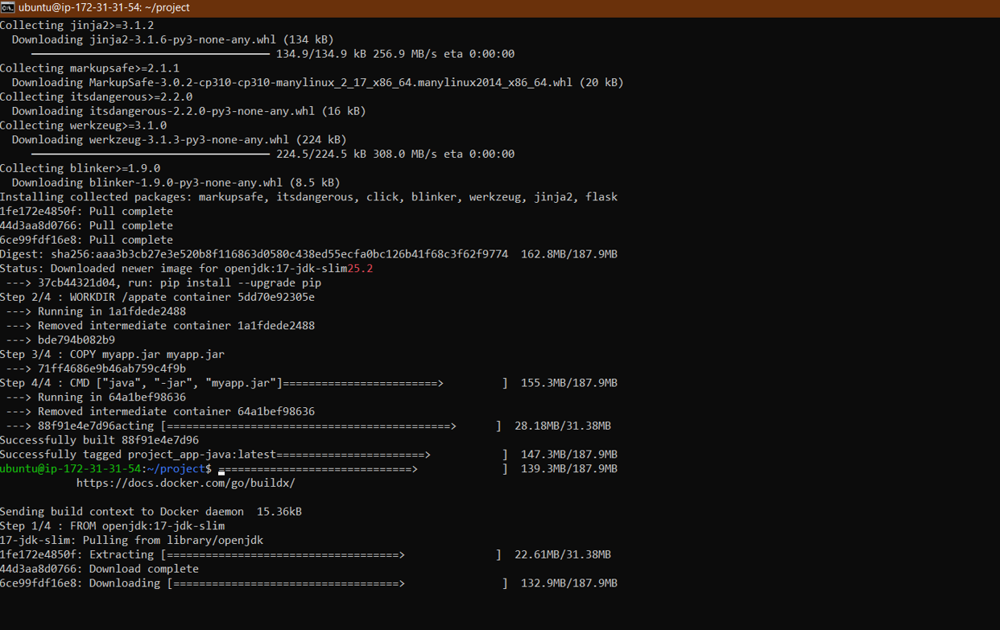 ubuntu@ip-172-31-31-54: ~/project
Collecting jinja2>=3.1.2
  Downloading jinja2-3.1.6-py3-none-any.whl (134 kB)
     ━━━━━━━━━━━━━━━━━━━━━━━━━━━━━━━━━━━━━ 134.9/134.9 kB 256.9 MB/s eta 0:00:00
Collecting markupsafe>=2.1.1
  Downloading MarkupSafe-3.0.2-cp310-cp310-manylinux_2_17_x86_64.manylinux2014_x86_64.whl (20 kB)
Collecting itsdangerous>=2.2.0
  Downloading itsdangerous-2.2.0-py3-none-any.whl (16 kB)
Collecting werkzeug>=3.1.0
  Downloading werkzeug-3.1.3-py3-none-any.whl (224 kB)
     ━━━━━━━━━━━━━━━━━━━━━━━━━━━━━━━━━━━━━ 224.5/224.5 kB 308.0 MB/s eta 0:00:00
Collecting blinker>=1.9.0
  Downloading blinker-1.9.0-py3-none-any.whl (8.5 kB)
Installing collected packages: markupsafe, itsdangerous, click, blinker, werkzeug, jinja2, flask
1fe172e4850f: Pull complete
44d3aa8d0766: Pull complete
6ce99fdf16e8: Pull complete
Digest: sha256:aaa3b3cb27e3e520b8f116863d0580c438ed55ecfa0bc126b41f68c3f62f9774  162.8MB/187.9MB
Status: Downloaded newer image for openjdk:17-jdk-slim25.2
 ---> 37cb44321d04, run: pip install --upgrade pip
Step 2/4 : WORKDIR /appate container 5dd70e92305e
 ---> Running in 1a1fdede2488
 ---> Removed intermediate container 1a1fdede2488
 ---> bde794b082b9
Step 3/4 : COPY myapp.jar myapp.jar
 ---> 71ff4686e9b46ab759c4f9b
Step 4/4 : CMD ["java", "-jar", "myapp.jar"]========================>         ]  155.3MB/187.9MB
 ---> Running in 64a1bef98636
 ---> Removed intermediate container 64a1bef98636
 ---> 88f91e4e7d96acting [============================================>      ]  28.18MB/31.38MB
Successfully built 88f91e4e7d96
Successfully tagged project_app-java:latest=======================>           ]  147.3MB/187.9MB
ubuntu@ip-172-31-31-54:~/project$ ==============================>             ]  139.3MB/187.9MB
            https://docs.docker.com/go/buildx/
Sending build context to Docker daemon  15.36kB
Step 1/4 : FROM openjdk:17-jdk-slim
17-jdk-slim: Pulling from library/openjdk
1fe172e4850f: Extracting [====================================>              ]  22.61MB/31.38MB
44d3aa8d0766: Download complete
6ce99fdf16e8: Downloading [===================================>               ]  132.9MB/187.9MB